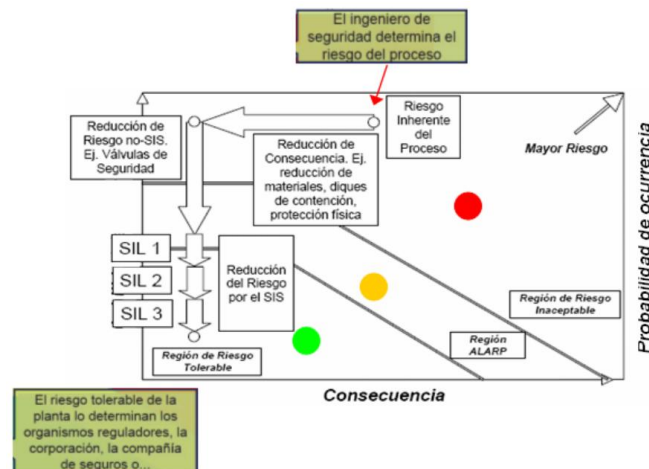 El ingeniero de
seguridad determina el
riesgo del proceso
Reducción de
Riesgo no-SIS.
Ej. Válvulas de
Seguridad
Riesgo
Inherente
del
Proceso
Mayor Riesgo
Reducción de
Consecuencia. Ej.
reducción de
materiales, diques
de contención,
protección física
Probabilidad de ocurrencia
SIL 1
SIL 2
SIL 3
Reducción
del Riesgo
por el SIS
Región de Riesgo
Inaceptable
Región
ALARP
Región de Riesgo
Tolerable
Consecuencia
El riesgo tolerable de la
planta lo determinan los
organismos reguladores, la
corporación, la compañía
de seguros o...